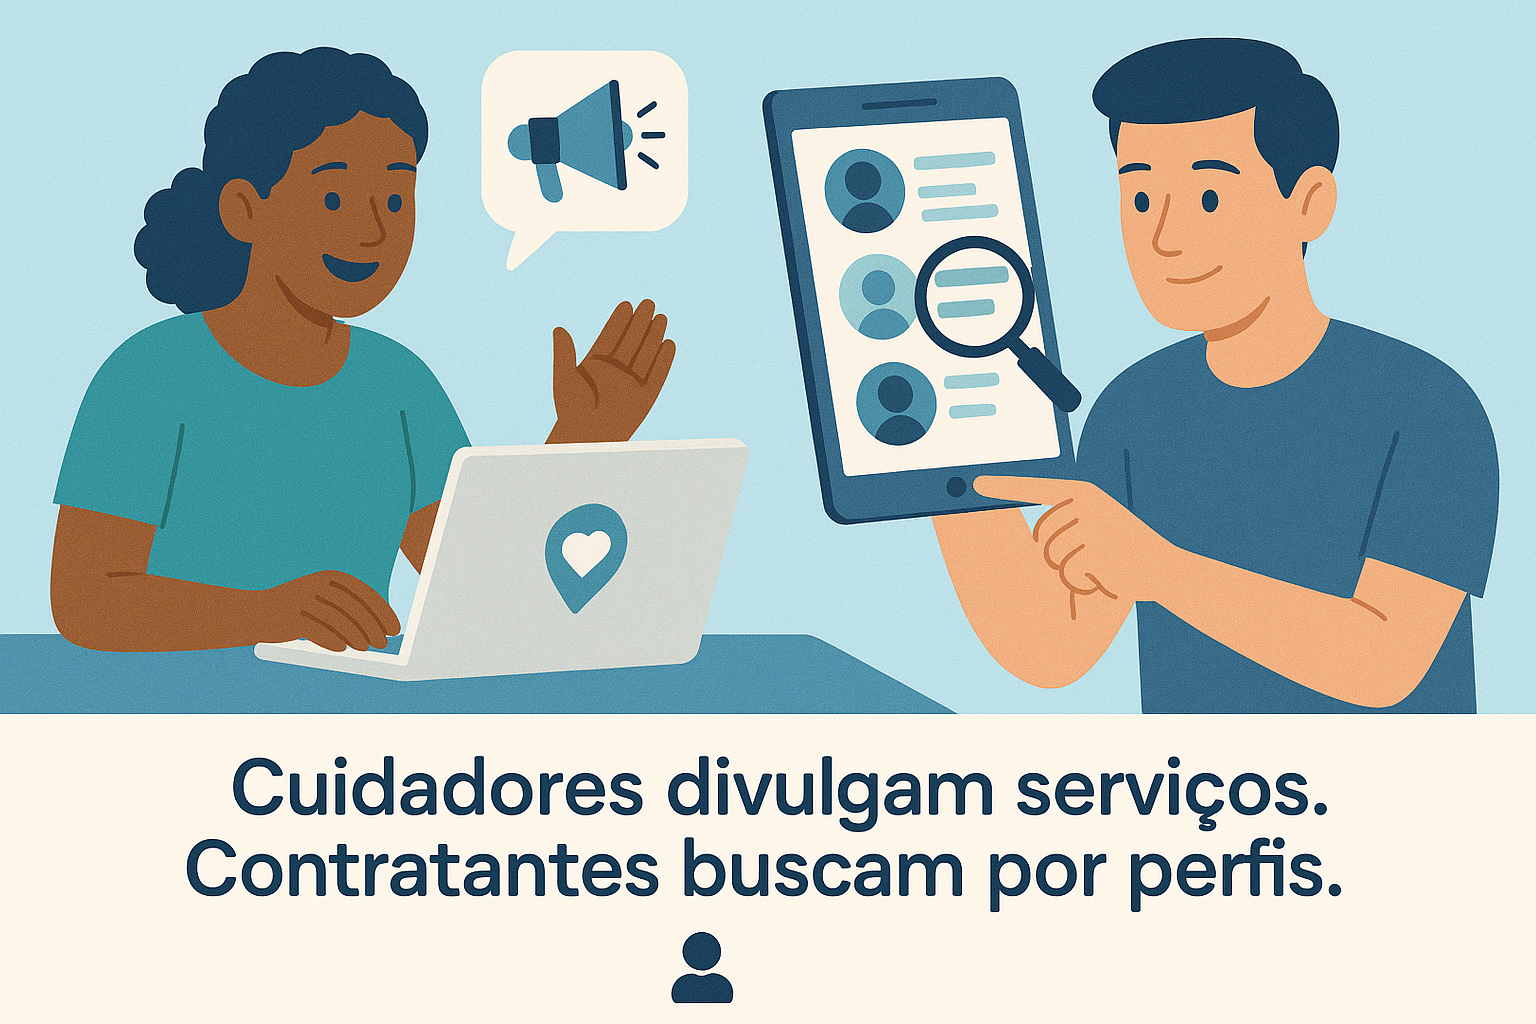 Cuidadores divulgam serviços.
Contratantes buscam por perfis.